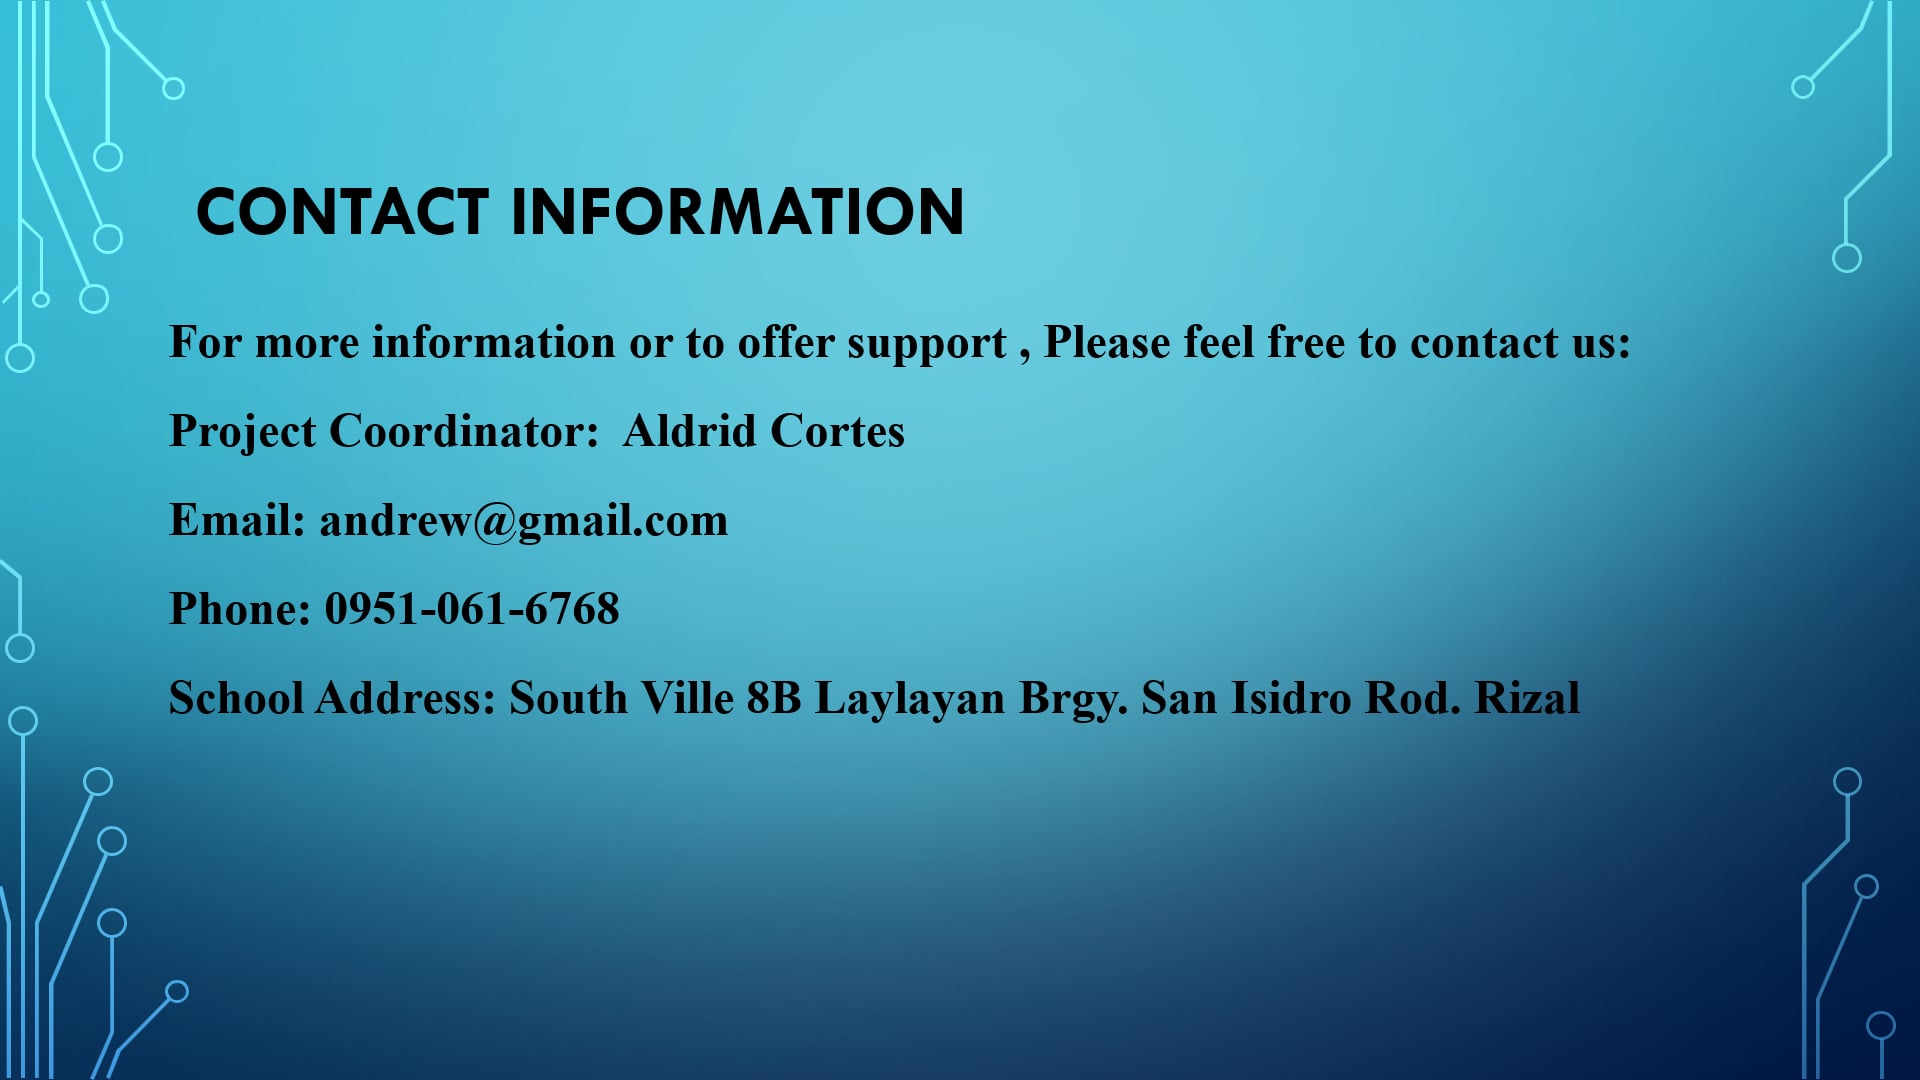 CONTACT INFORMATION
For more information or to offer support , Please feel free to contact us:
Project Coordinator:  Aldrid Cortes
Email: andrew@gmail.com
Phone: 0951-061-6768
School Address: South Ville 8B Laylayan Brgy. San Isidro Rod. Rizal